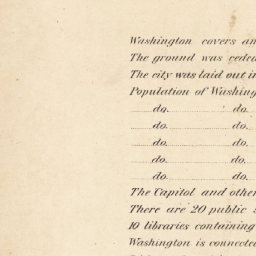 Washington covers an
The ground was ceded
The city was laid out in
Population of Washing
do. do.
do. do.
do. do.
do. do.
do. do.
The Capitol and other
There are 20 public s
10 libraries containing
Washington is connecte